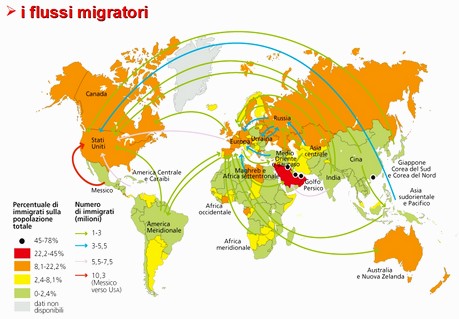 i flussi migratori
Canada
Stati
Uniti
Messico
America Centrale
e Caraibi
America
Meridionale
Europa
Russia
Ucraina
Asia
centrale
Medio
Oriente
Maghreb e
Africa settentrionale
Golfo
Persico
India
Cina
Giappone
Corea del Sud e
Corea del Nord
Asia
sudorientale
e Pacifico
Africa
occidentale
Africa
meridionale
Australia
e Nuova Zelanda
Percentuale di
immigrati sulla
popolazione
totale
45-78%
22,2-45%
8,1-22,2%
2,4-8,1%
0-2,4%
dati non
disponibili
Numero
di immigrati
(milioni)
1-3
3-5,5
5,5-7,5
10,3
(Messico
verso USA)